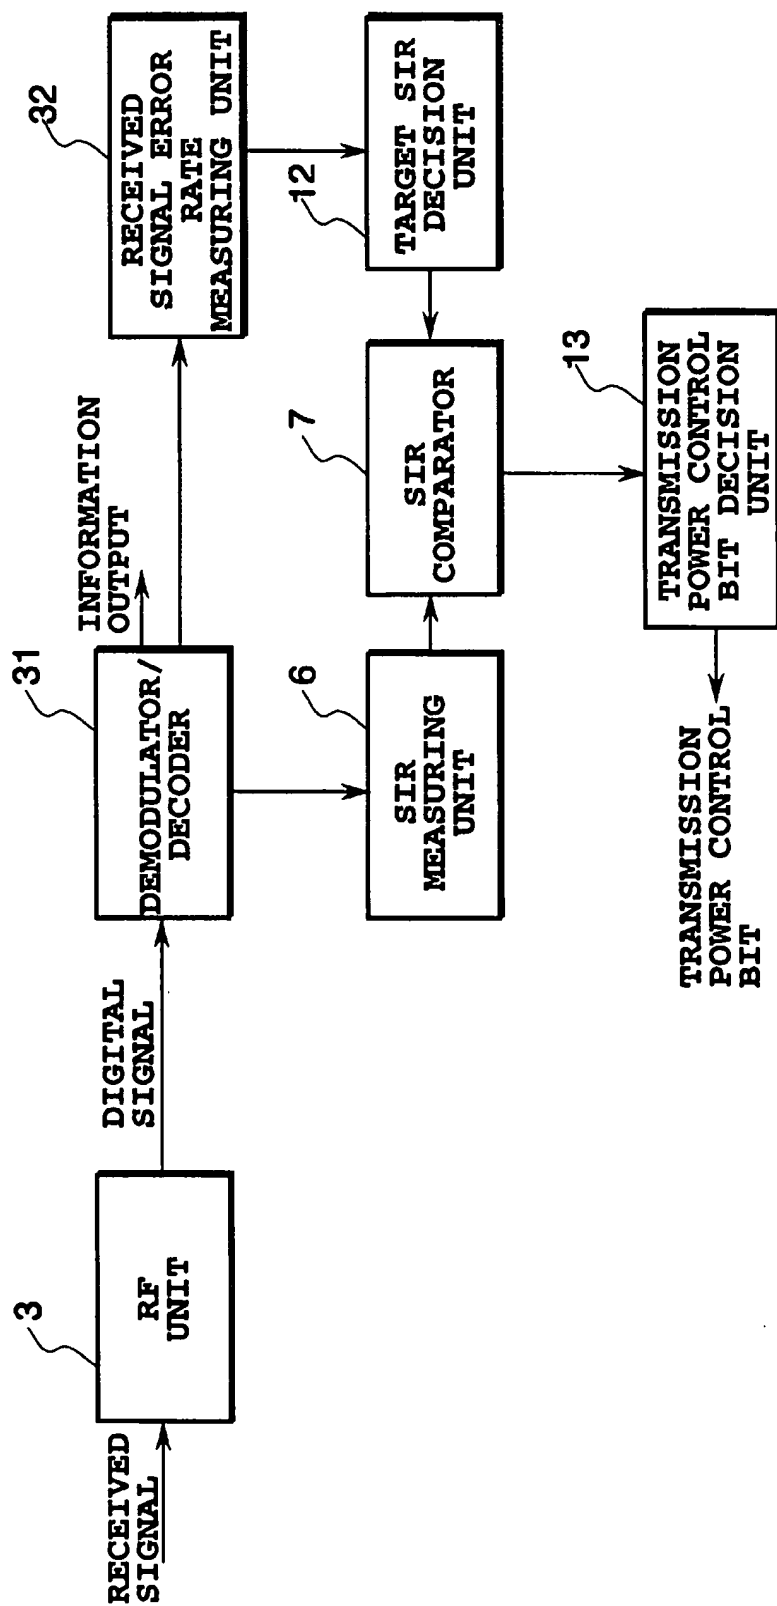 RECEIVED
SIGNAL
3
RF
UNIT
DIGITAL
SIGNAL
31
DEMODULATOR/
DECODER
INFORMATION
OUTPUT
32
RECEIVED
SIGNAL ERROR
RATE
MEASURING UNIT
6
SIR
MEASURING
UNIT
7
SIR
COMPARATOR
12
TARGET SIR
DECISION
UNIT
TRANSMISSION
POWER CONTROL
BIT
13
TRANSMISSION
POWER CONTROL
BIT DECISION
UNIT